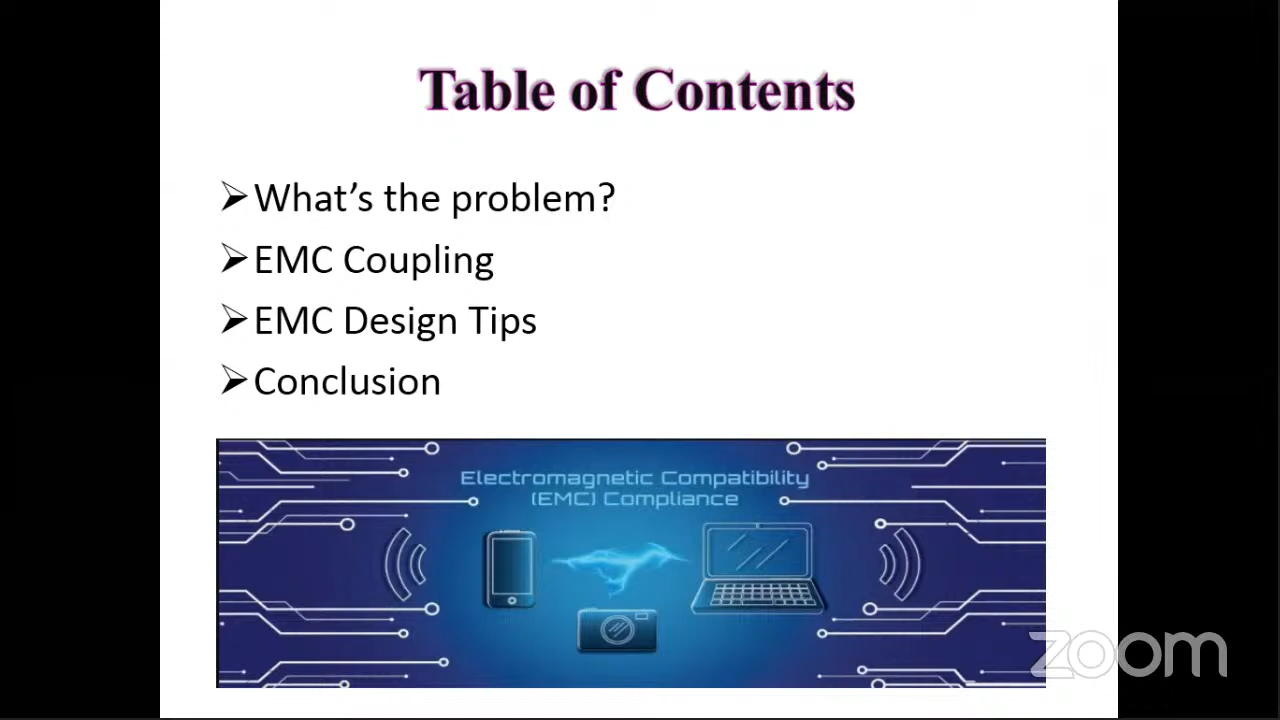 Table of Contents
What's the problem?
EMC Coupling
EMC Design Tips
Conclusion
Electromagnetic Compatibility
(EMC) Compliance
zoom